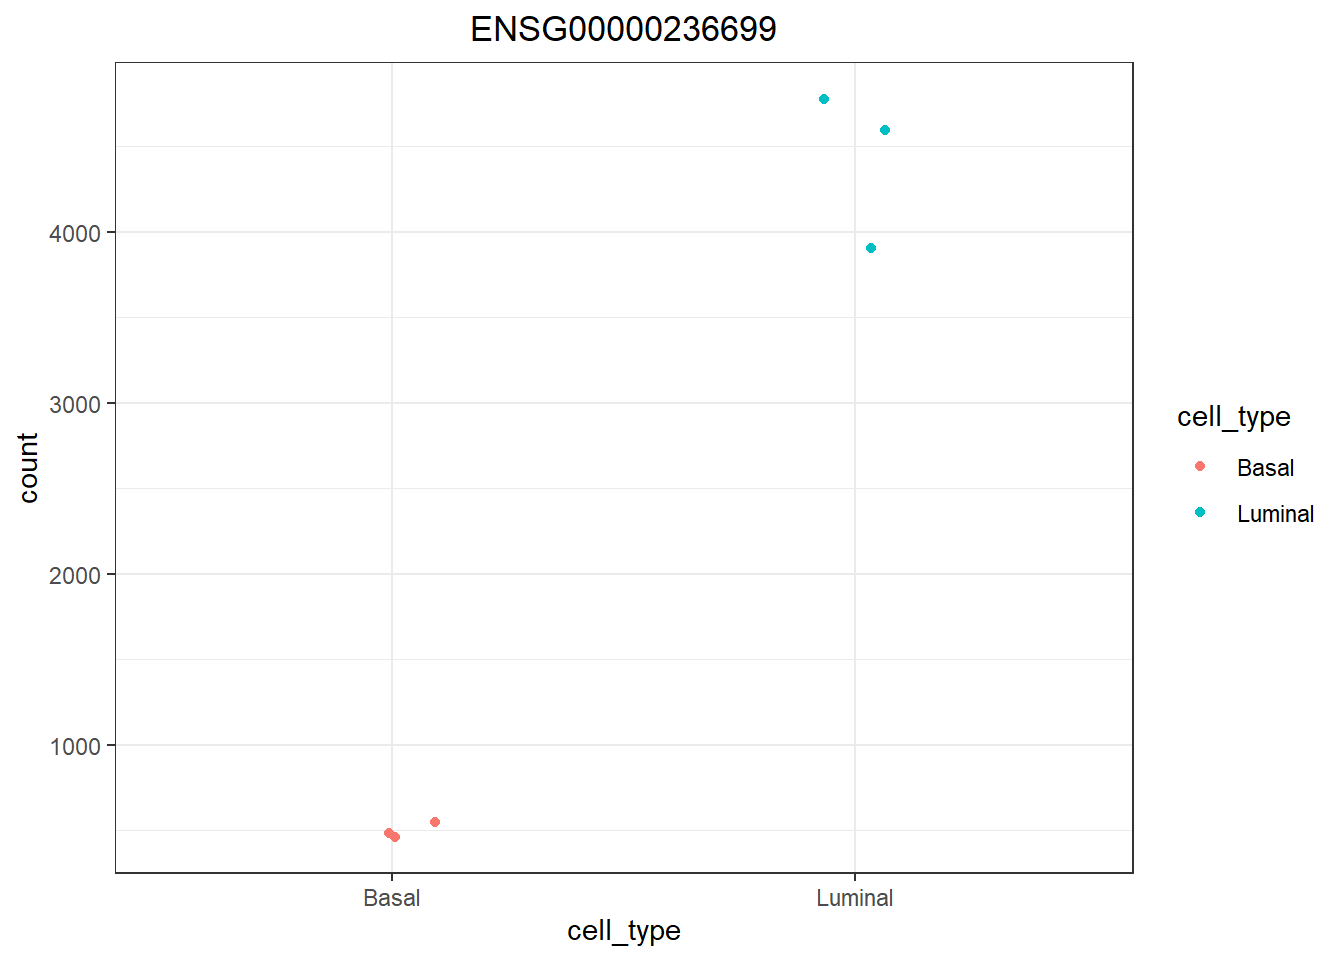 ENSG00000236699
count
4000
3000
2000
1000
Basal
Luminal
cell_type
cell_type
Basal
Luminal